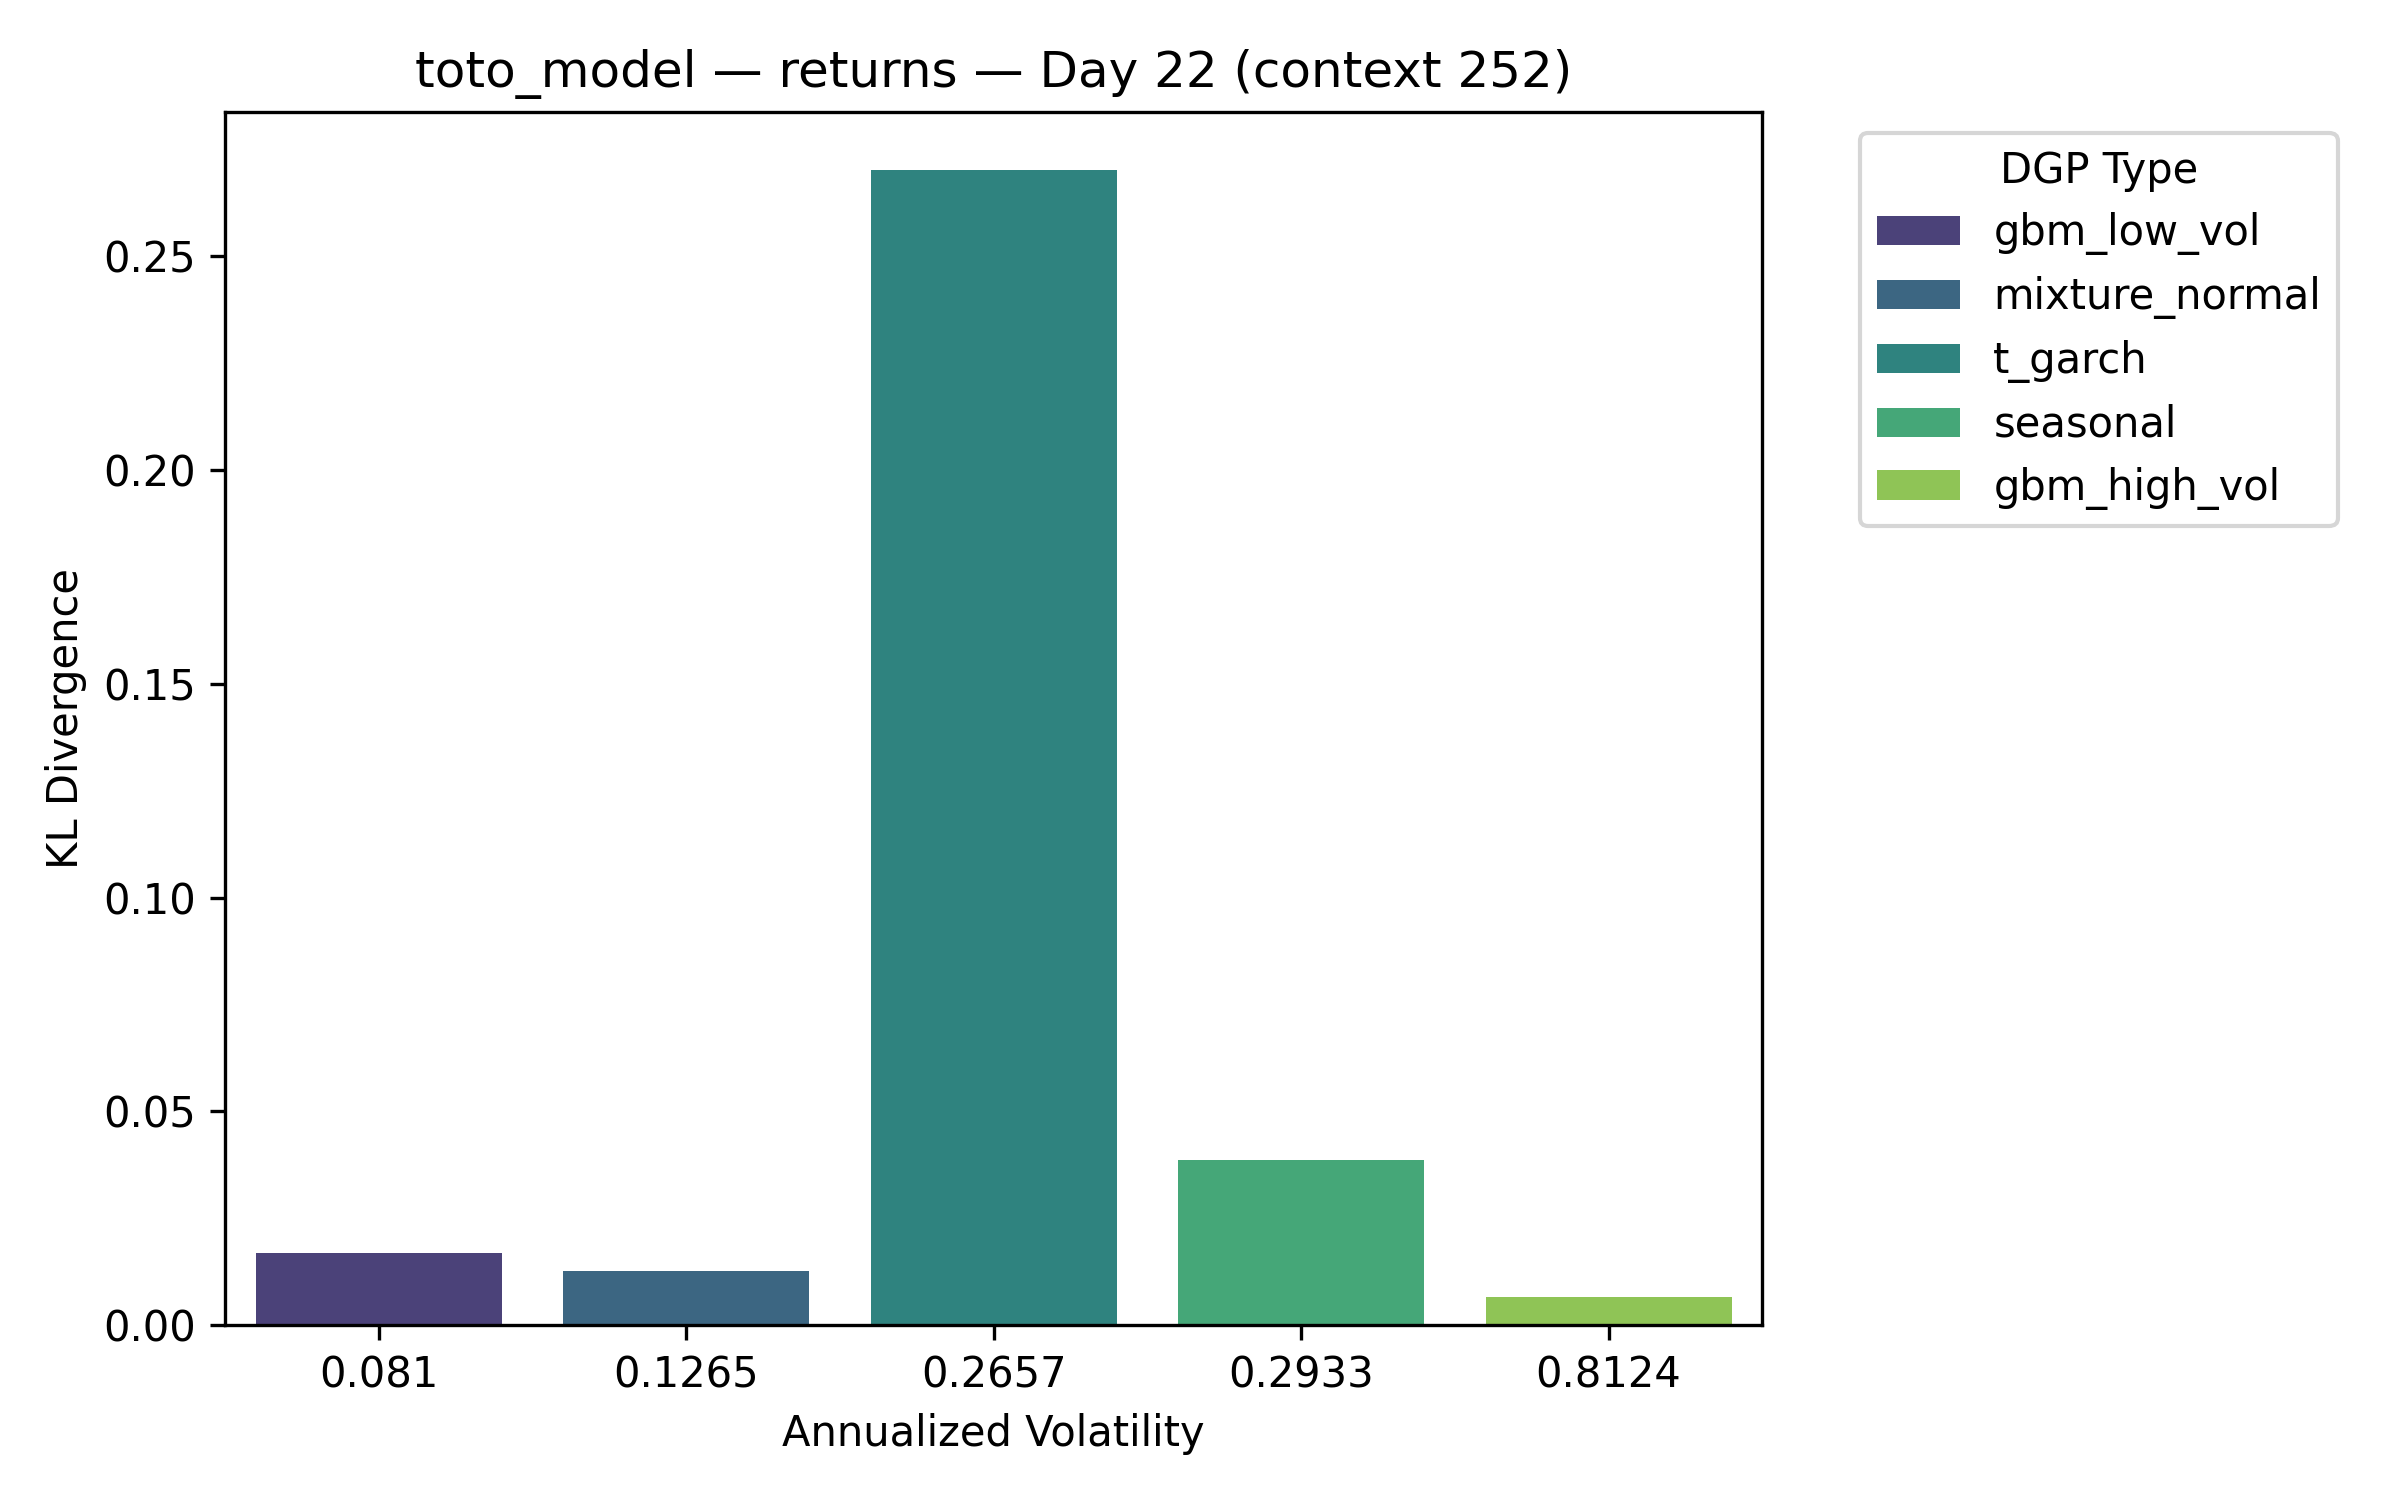 toto_model — returns — Day 22 (context 252)
DGP Type
gbm_low_vol
mixture_normal
t_garch
seasonal
gbm_high_vol
KL Divergence
0.25
0.20
0.15
0.10
0.05
0.00
0.081 0.1265 0.2657 0.2933 0.8124
Annualized Volatility